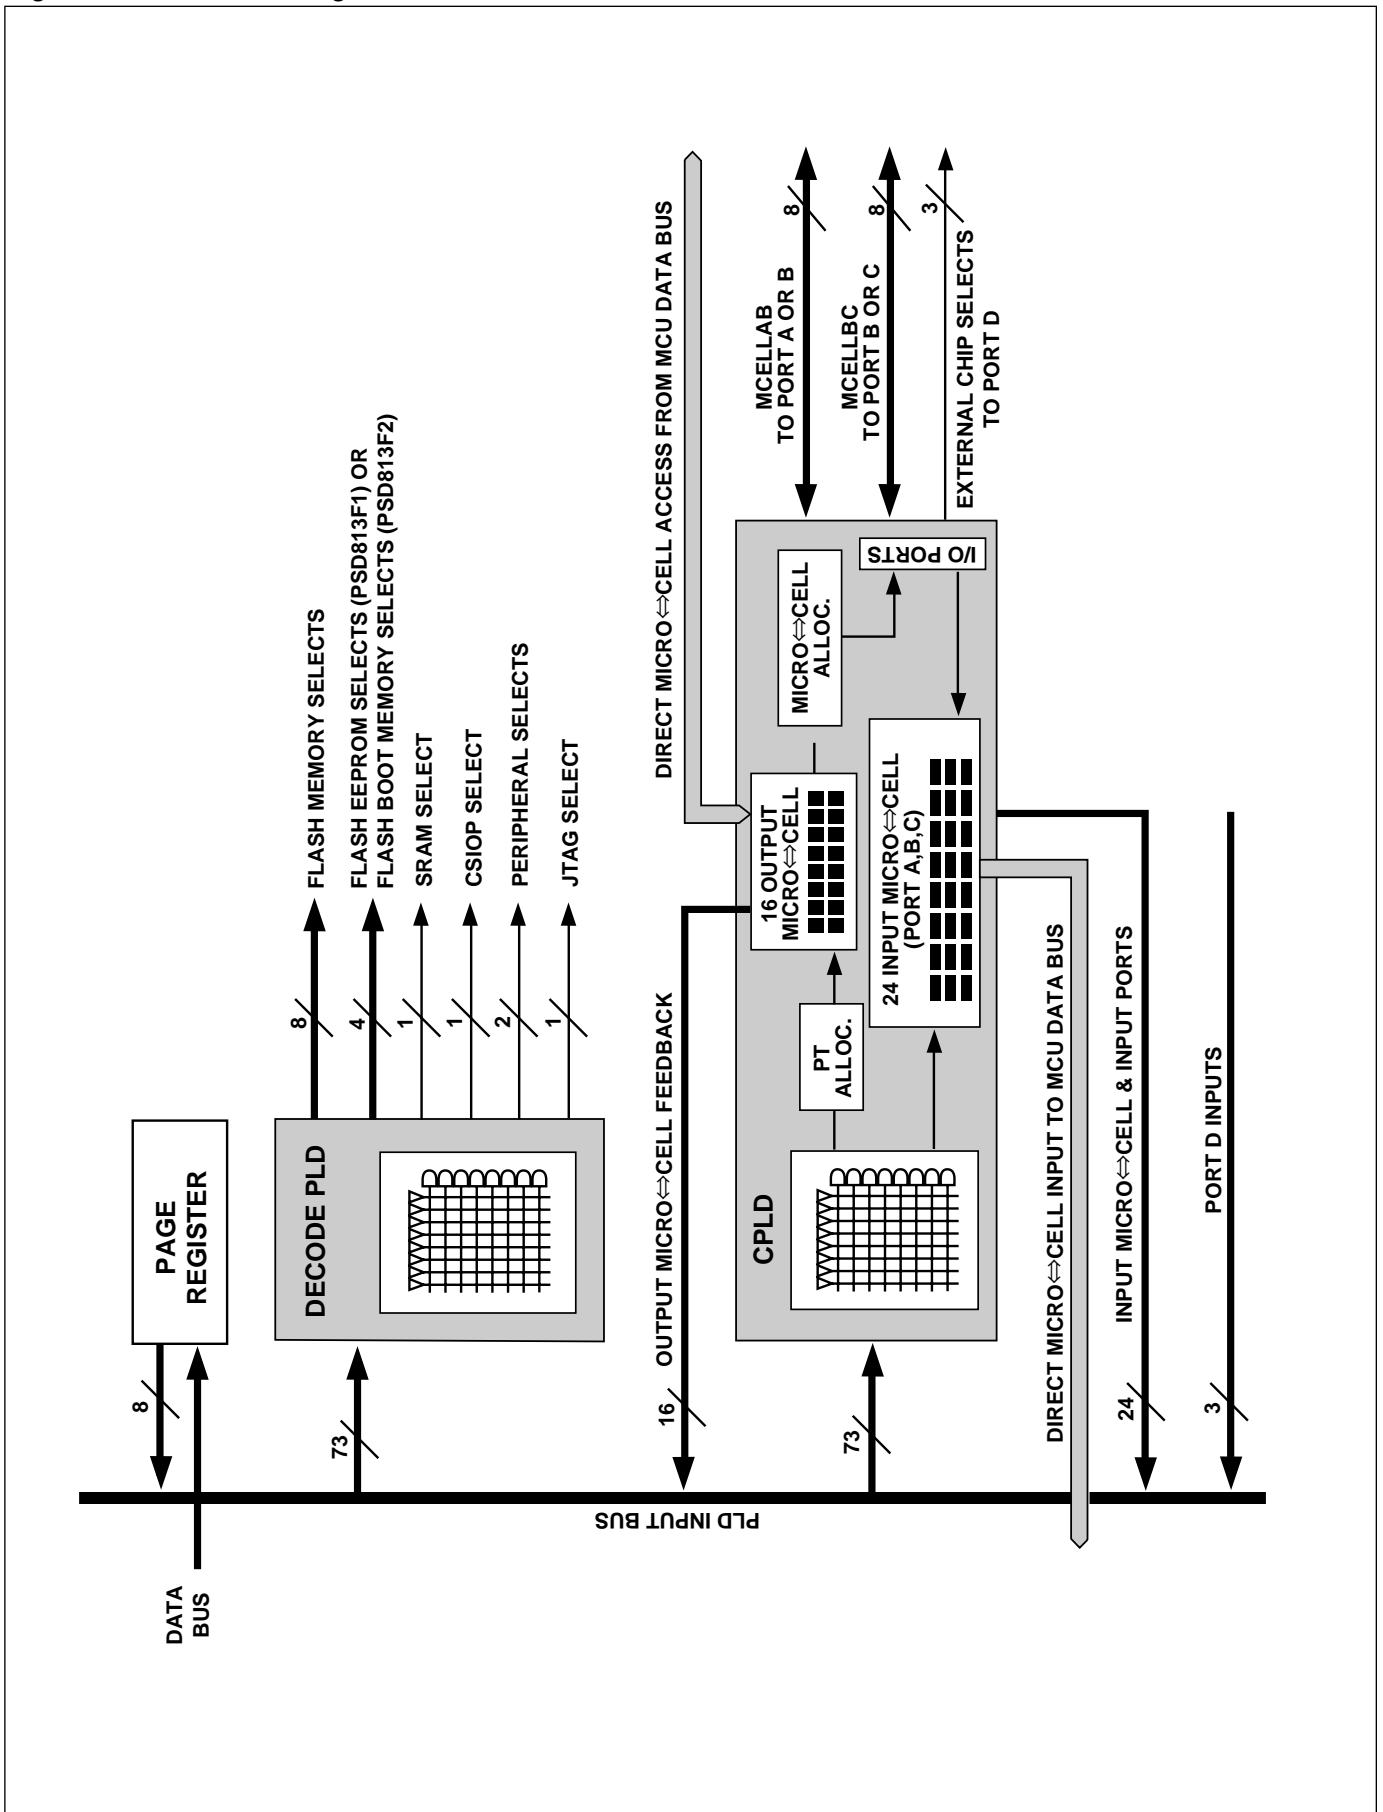 DATA
BUS
8
PAGE
REGISTER
PLD INPUT BUS
73
DECODE PLD
8
FLASH MEMORY SELECTS
4
FLASH EEPROM SELECTS (PSD813F1) OR
FLASH BOOT MEMORY SELECTS (PSD813F2)
1
SRAM SELECT
1
CSIOP SELECT
2
PERIPHERAL SELECTS
1
JTAG SELECT
16
OUTPUT MICRO⇔CELL FEEDBACK
DIRECT MICRO⇔CELL ACCESS FROM MCU DATA BUS
73
CPLD
PT
ALLOC.
16 OUTPUT
MICRO⇔CELL
MICRO⇔CELL
ALLOC.
I/O PORTS
24 INPUT MICRO⇔CELL
(PORT A,B,C)
MCELLAB
TO PORT A OR B
8
MCELLBC
TO PORT B OR C
8
EXTERNAL CHIP SELECTS
TO PORT D
3
DIRECT MICRO⇔CELL INPUT TO MCU DATA BUS
24
INPUT MICRO⇔CELL & INPUT PORTS
3
PORT D INPUTS